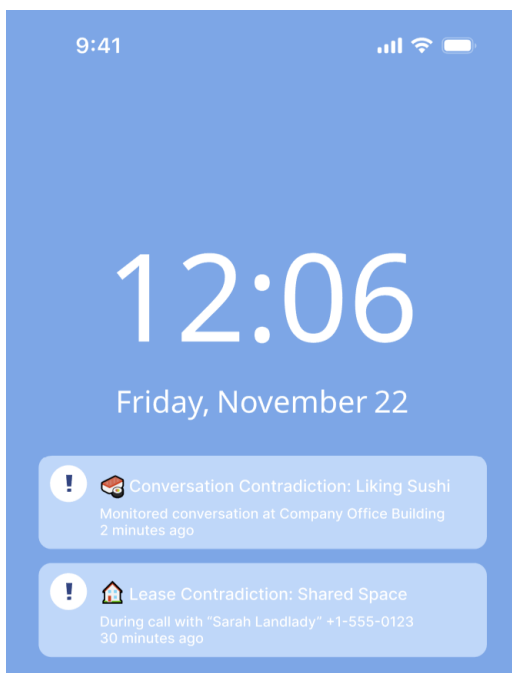 9:41
12:06
Friday, November 22
Conversation Contradiction: Liking Sushi
Monitored conversation at Company Office Building
2 minutes ago
Lease Contradiction: Shared Space
During call with “Sarah Landlady” +1-555-0123
30 minutes ago